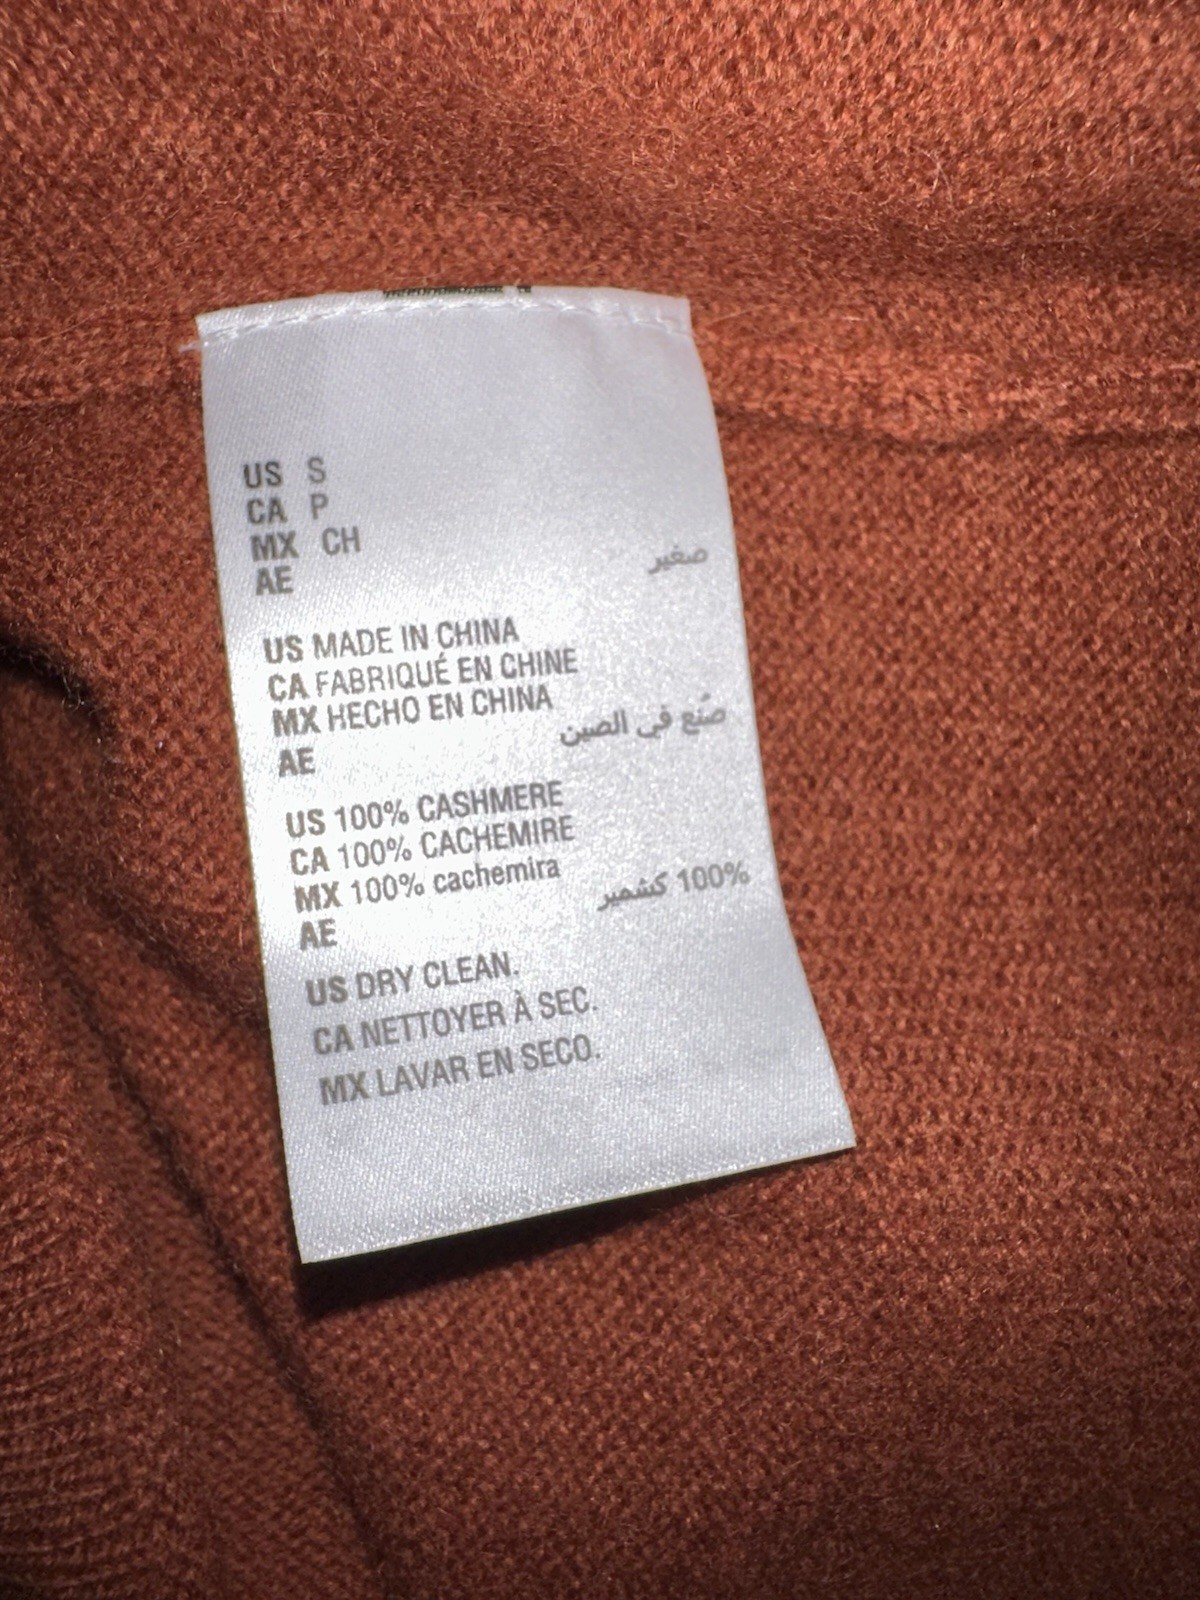 US S
CA P
MX CH
AE صغير
US MADE IN CHINA
CA FABRIQUÉ EN CHINE
MX HECHO EN CHINA
AE صُنع في الصين
US 100% CASHMERE
CA 100% CACHEMIRE
MX 100% cachemira
AE 100% كشمير
US DRY CLEAN.
CA NETTOYER À SEC.
MX LAVAR EN SECO.